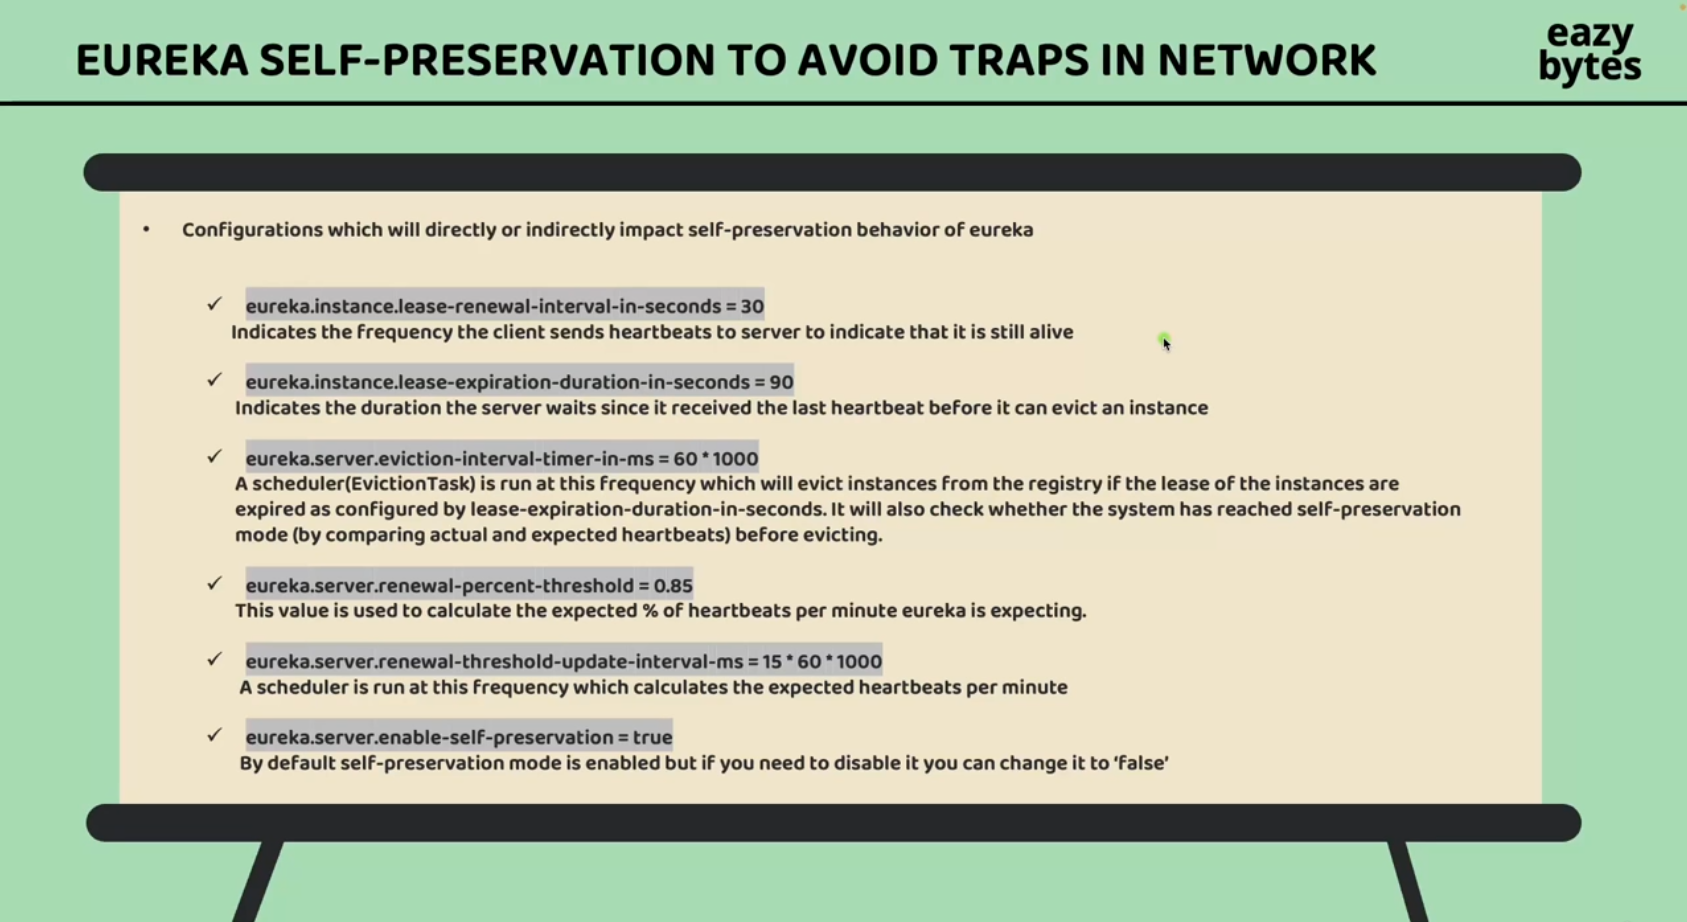 EUREKA SELF-PRESERVATION TO AVOID TRAPS IN NETWORK
eazy
bytes
• Configurations which will directly or indirectly impact self-preservation behavior of eureka
✓ eureka.instance.lease-renewal-interval-in-seconds = 30
Indicates the frequency the client sends heartbeats to server to indicate that it is still alive
✓ eureka.instance.lease-expiration-duration-in-seconds = 90
Indicates the duration the server waits since it received the last heartbeat before it can evict an instance
✓ eureka.server.eviction-interval-timer-in-ms = 60 * 1000
A scheduler(EvictionTask) is run at this frequency which will evict instances from the registry if the lease of the instances are
expired as configured by lease-expiration-duration-in-seconds. It will also check whether the system has reached self-preservation
mode (by comparing actual and expected heartbeats) before evicting.
✓ eureka.server.renewal-percent-threshold = 0.85
This value is used to calculate the expected % of heartbeats per minute eureka is expecting.
✓ eureka.server.renewal-threshold-update-interval-ms = 15 * 60 * 1000
A scheduler is run at this frequency which calculates the expected heartbeats per minute
✓ eureka.server.enable-self-preservation = true
By default self-preservation mode is enabled but if you need to disable it you can change it to ‘false’